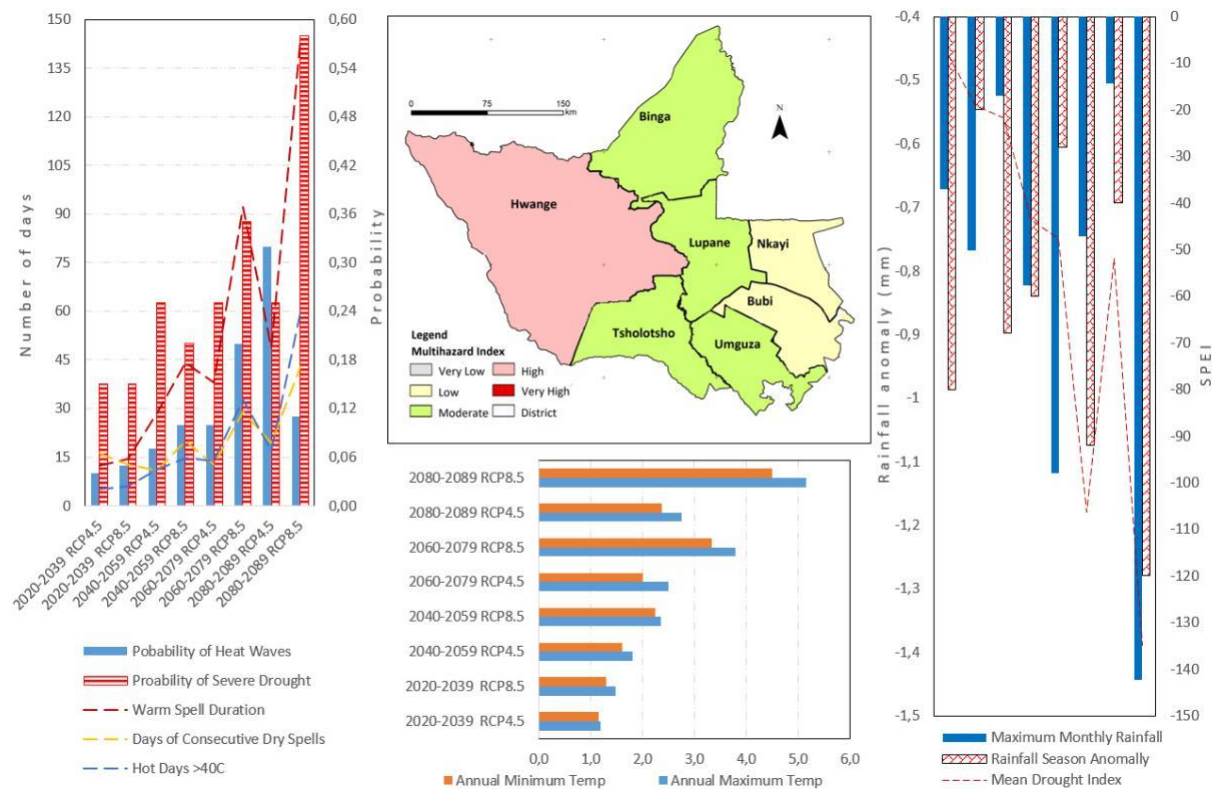 150
135
120
105
90
75
60
45
30
15
0
Number of days
0,60
0,54
0,48
0,42
0,36
0,30
0,24
0,18
0,12
0,06
0,00
Probability
2020-2039 RCP4.5
2020-2039 RCP8.5
2040-2059 RCP4.5
2040-2059 RCP8.5
2060-2079 RCP4.5
2060-2079 RCP8.5
2080-2089 RCP4.5
2080-2089 RCP8.5
Pobability of Heat Waves
Proability of Severe Drought
Warm Spell Duration
Days of Consecutive Dry Spells
Hot Days >40C
0 75 150
km
N
Binga
Hwange
Lupane
Nkayi
Bubi
Tsholotsho
Umguza
Legend
Multihazard Index
Very Low
High
Low
Very High
Moderate
District
2080-2089 RCP8.5
2080-2089 RCP4.5
2060-2079 RCP8.5
2060-2079 RCP4.5
2040-2059 RCP8.5
2040-2059 RCP4.5
2020-2039 RCP8.5
2020-2039 RCP4.5
0,0 1,0 2,0 3,0 4,0 5,0 6,0
Annual Minimum Temp
Annual Maximum Temp
-0,4
-0,5
-0,6
-0,7
-0,8
-0,9
-1
-1,1
-1,2
-1,3
-1,4
-1,5
Rainfall anomaly (mm)
0
-10
-20
-30
-40
-50
-60
-70
-80
-90
-100
-110
-120
-130
-140
-150
SPEI
Maximum Monthly Rainfall
Rainfall Season Anomally
Mean Drought Index